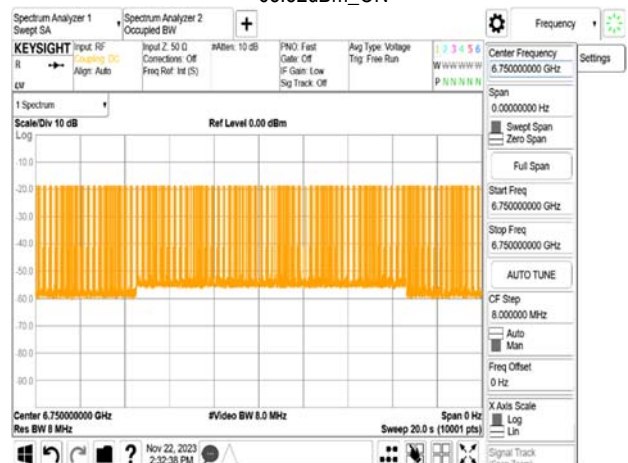 Spectrum Analyzer 1
Swept SA
Spectrum Analyzer 2
Occupied BW
+
Frequency
KEYSIGHT
R
Input: RF
Coupling: DC
Align: Auto
Input Z: 50 Ω
Corrections: Off
Freq Ref: Int (S)
#Atten: 10 dB
PNO: Fast
Gate: Off
IF Gain: Low
Sig Track: Off
Avg Type: Voltage
Trig: Free Run
1 2 3 4 5 6
W W W W W W
P N N N N N
Settings
1 Spectrum
Scale/Div 10 dB
Ref Level 0.00 dBm
Log
-10.0
-20.0
-30.0
-40.0
-50.0
-60.0
-70.0
-80.0
-90.0
Center 6.750000000 GHz
Res BW 8 MHz
#Video BW 8.0 MHz
Span 0 Hz
Sweep 20.0 s (10001 pts)
Center Frequency
6.750000000 GHz
Span
0.00000000 Hz
Swept Span
Zero Span
Full Span
Start Freq
6.750000000 GHz
Stop Freq
6.750000000 GHz
AUTO TUNE
CF Step
8.000000 MHz
Auto
Man
Freq Offset
0 Hz
X Axis Scale
Log
Lin
Signal Track
Nov 22, 2023
2:32:38 PM
?